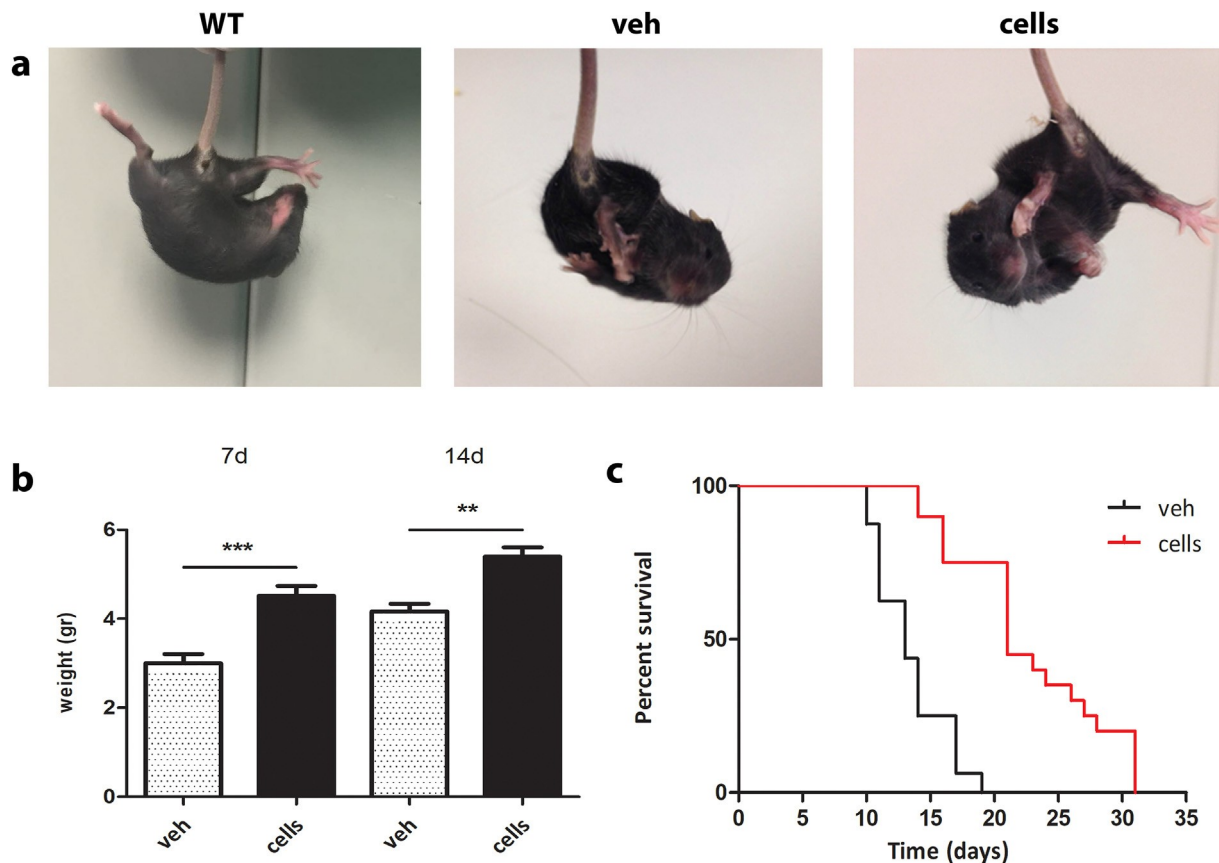 WT veh cells
a
b
7d 14d
*** **
6
4
2
0
weight (gr)
veh cells veh cells
c
100
50
0
Percent survival
veh
cells
0 5 10 15 20 25 30 35
Time (days)